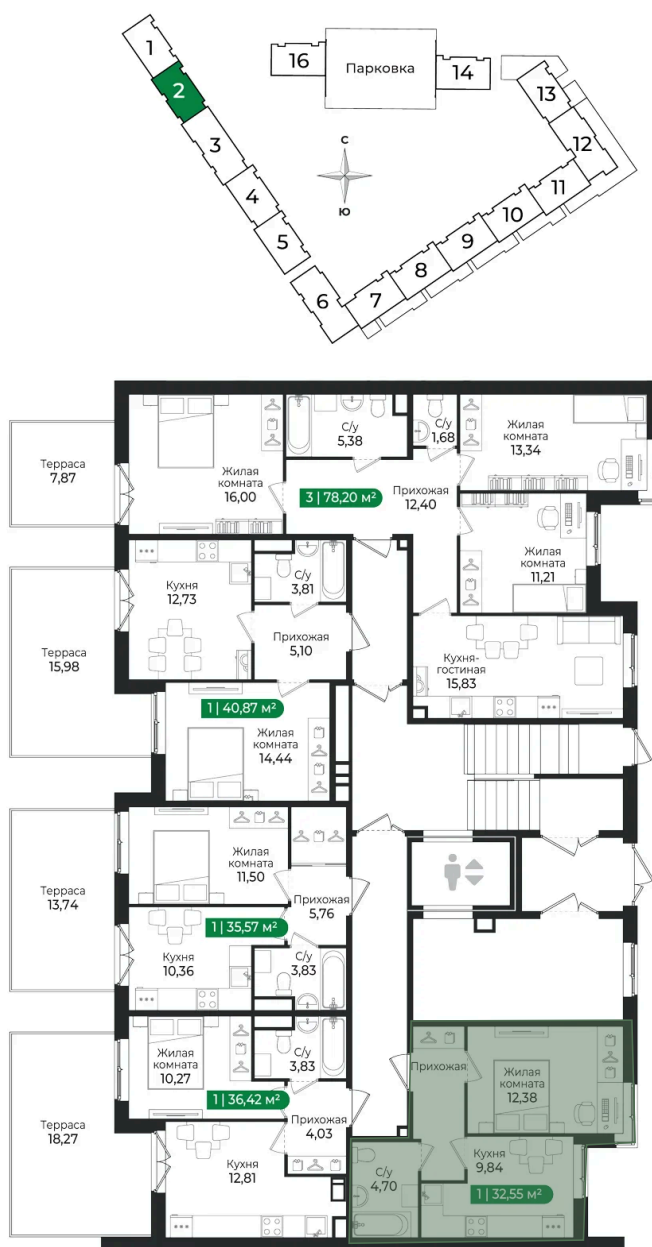 1
2
3
4
5
6
7
8
9
10
11
12
13
14
16
Парковка
С
Ю
Терраса
7,87
Жилая
комната
16,00
С/у
5,38
С/у
1,68
Жилая
комната
13,34
3 | 78,20 м²
Прихожая
12,40
Жилая
комната
11,21
Терраса
15,98
Кухня
12,73
С/у
3,81
Прихожая
5,10
Кухня-
гостиная
15,83
1 | 40,87 м²
Жилая
комната
14,44
Терраса
13,74
Жилая
комната
11,50
Прихожая
5,76
1 | 35,57 м²
Кухня
10,36
С/у
3,83
Терраса
18,27
Жилая
комната
10,27
С/у
3,83
1 | 36,42 м²
Прихожая
4,03
Кухня
12,81
Прихожая
Жилая
комната
12,38
Кухня
9,84
С/у
4,70
1 | 32,55 м²